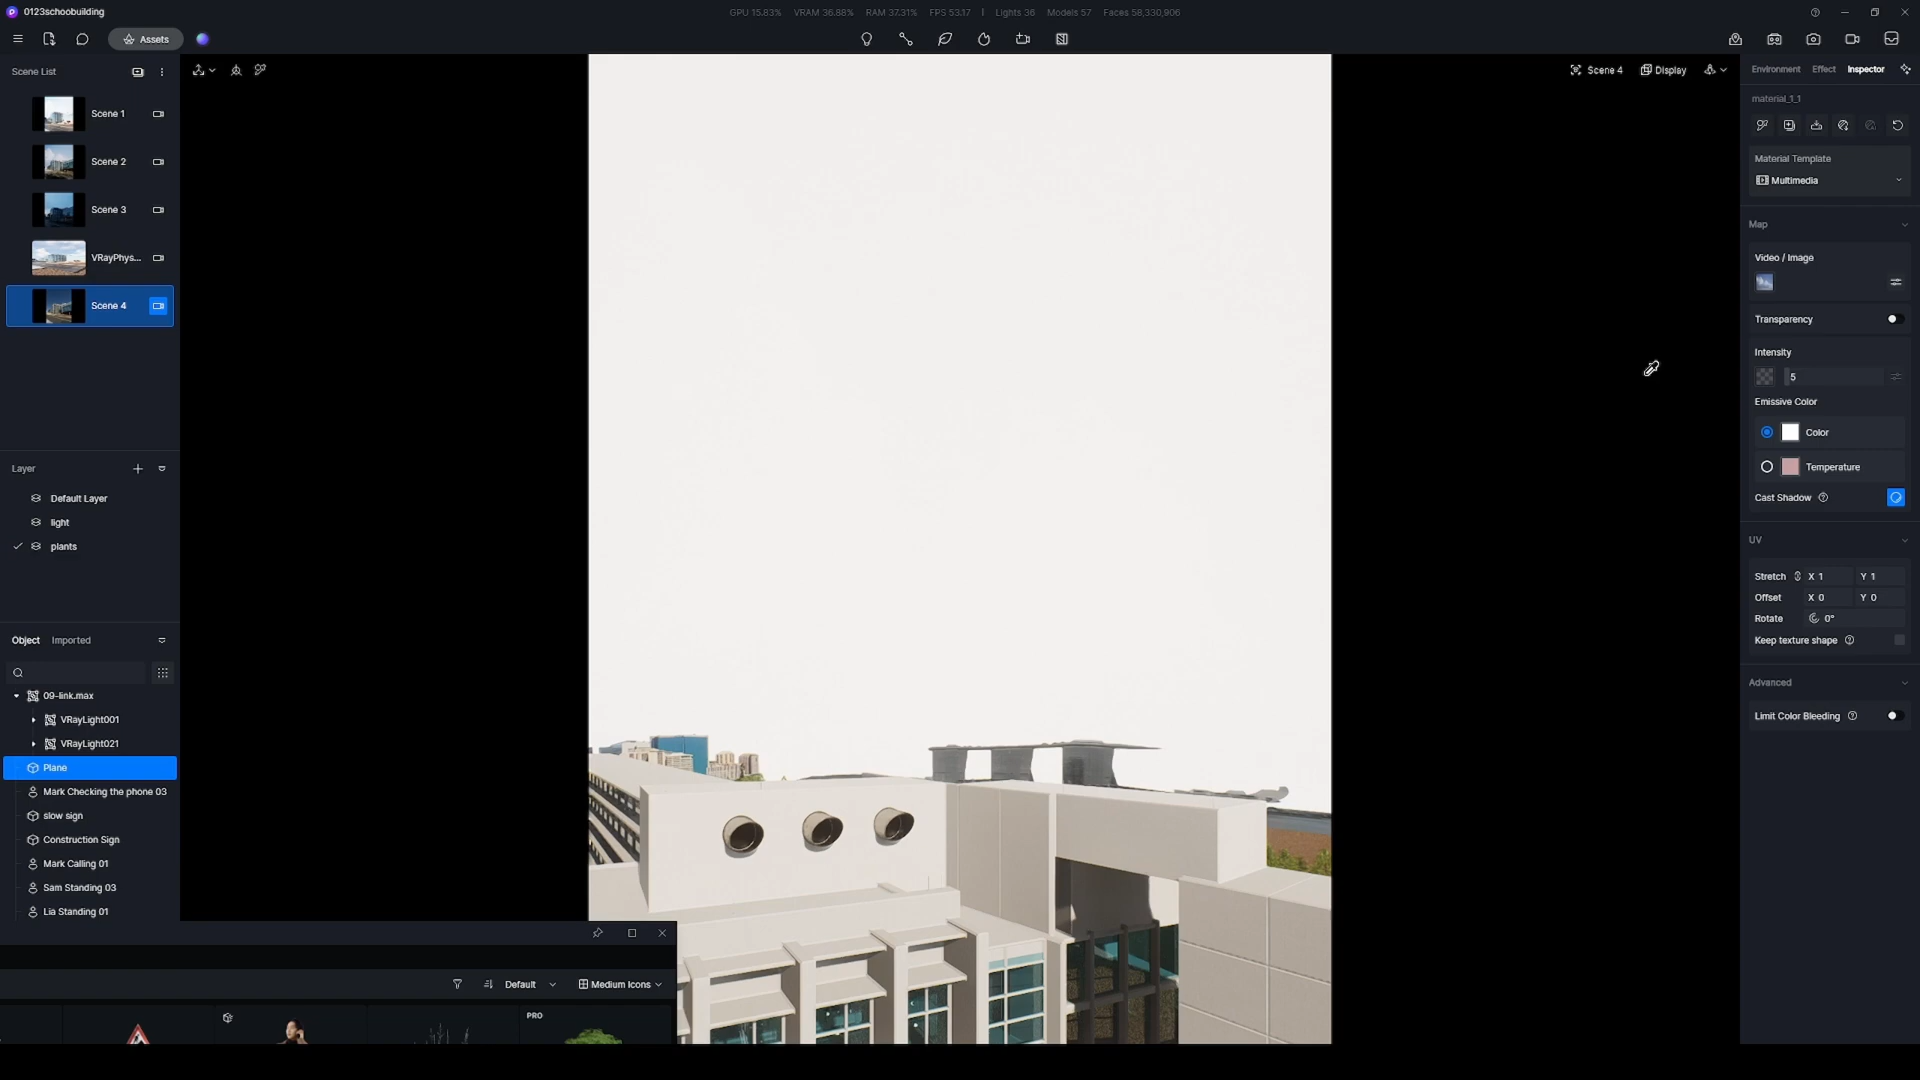 0123schoobuilding
GPU 15.83% VRAM 36.88% RAM 37.31% FPS 53.17 | Lights 36 Models 57 Faces 58,330,906
Assets
Scene List
Scene 1
Scene 2
Scene 3
VRayPhys...
Scene 4
Layer
Default Layer
light
plants
Object Imported
09-link.max
VRayLight001
VRayLight021
Plane
Mark Checking the phone 03
slow sign
Construction Sign
Mark Calling 01
Sam Standing 03
Lia Standing 01
Default
Medium Icons
PRO
Scene 4 Display
Environment Effect Inspector
material_1_1
Material Template
Multimedia
Map
Video / Image
Transparency
Intensity
5
Emissive Color
Color
Temperature
Cast Shadow
UV
Stretch X 1 Y 1
Offset X 0 Y 0
Rotate 0°
Keep texture shape
Advanced
Limit Color Bleeding